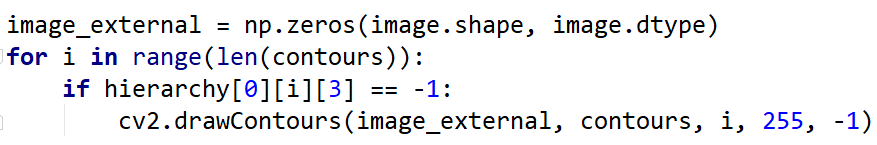 image_external = np.zeros(image.shape, image.dtype)
for i in range(len(contours)):
    if hierarchy[0][i][3] == -1:
        cv2.drawContours(image_external, contours, i, 255, -1)